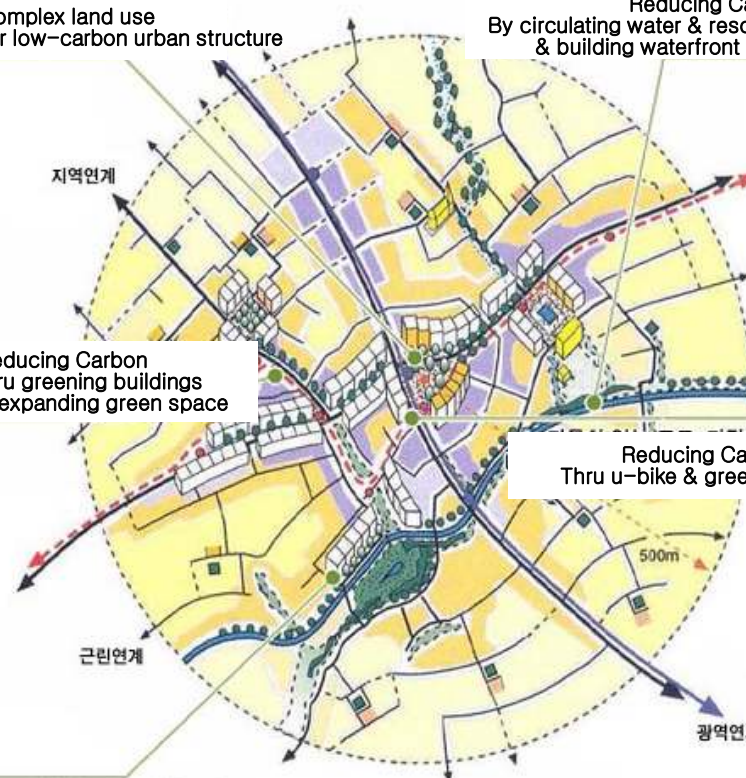 omplex land use
r low-carbon urban structure
Reducing Ca
By circulating water & reso
& building waterfront
지역연계
educing Carbon
ru greening buildings
expanding green space
Reducing Ca
Thru u-bike & gree
500m
근린연계
광역연